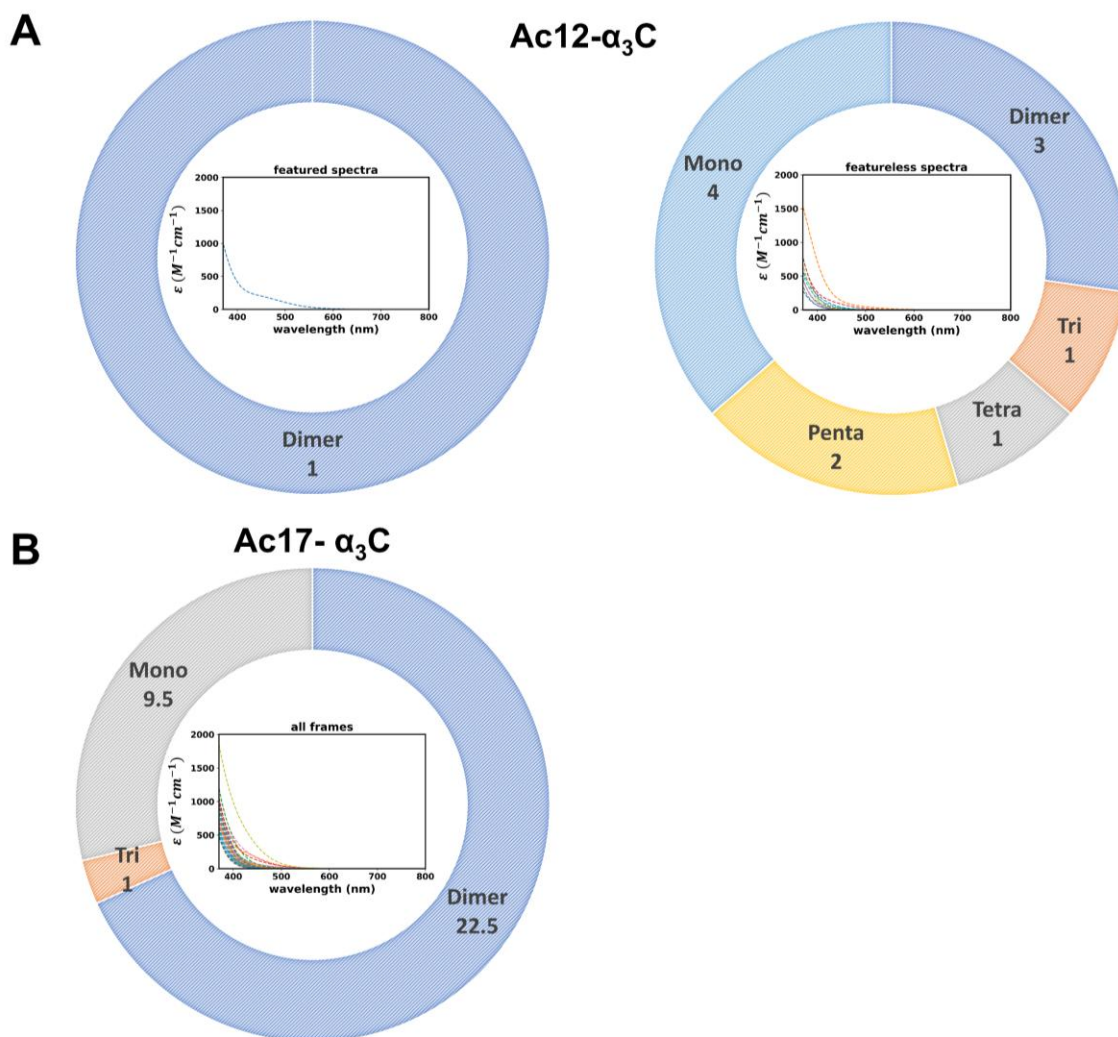 A
Ac12-α₃C
featured spectra
2000
1500
1000
500
0
ε (M⁻¹cm⁻¹)
400 500 600 700 800
wavelength (nm)
Dimer
1
featureless spectra
2000
1500
1000
500
0
ε (M⁻¹cm⁻¹)
400 500 600 700 800
wavelength (nm)
Mono
4
Dimer
3
Tri
1
Tetra
1
Penta
2
B
Ac17- α₃C
all frames
2000
1500
1000
500
0
ε (M⁻¹cm⁻¹)
400 500 600 700 800
wavelength (nm)
Mono
9.5
Tri
1
Dimer
22.5